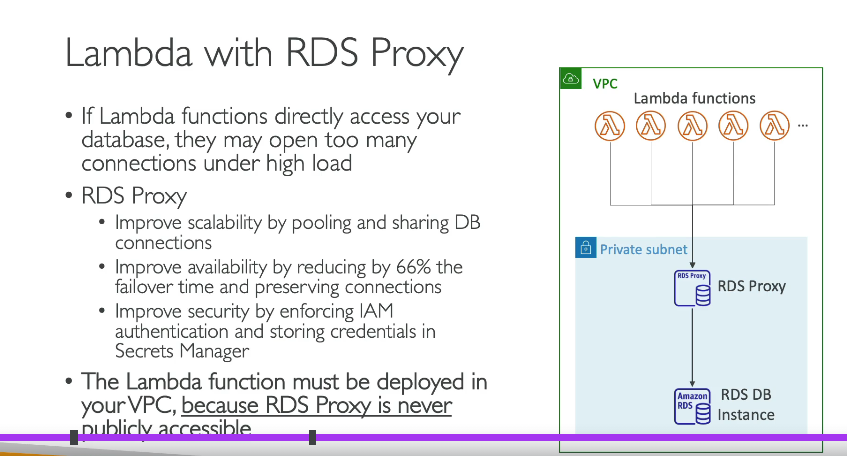 Lambda with RDS Proxy
• If Lambda functions directly access your
database, they may open too many
connections under high load
• RDS Proxy
• Improve scalability by pooling and sharing DB
connections
• Improve availability by reducing by 66% the
failover time and preserving connections
• Improve security by enforcing IAM
authentication and storing credentials in
Secrets Manager
• The Lambda function must be deployed in
your VPC, because RDS Proxy is never
publicly accessible
VPC
Lambda functions
...
Private subnet
RDS Proxy
RDS Proxy
Amazon
RDS
RDS DB
Instance